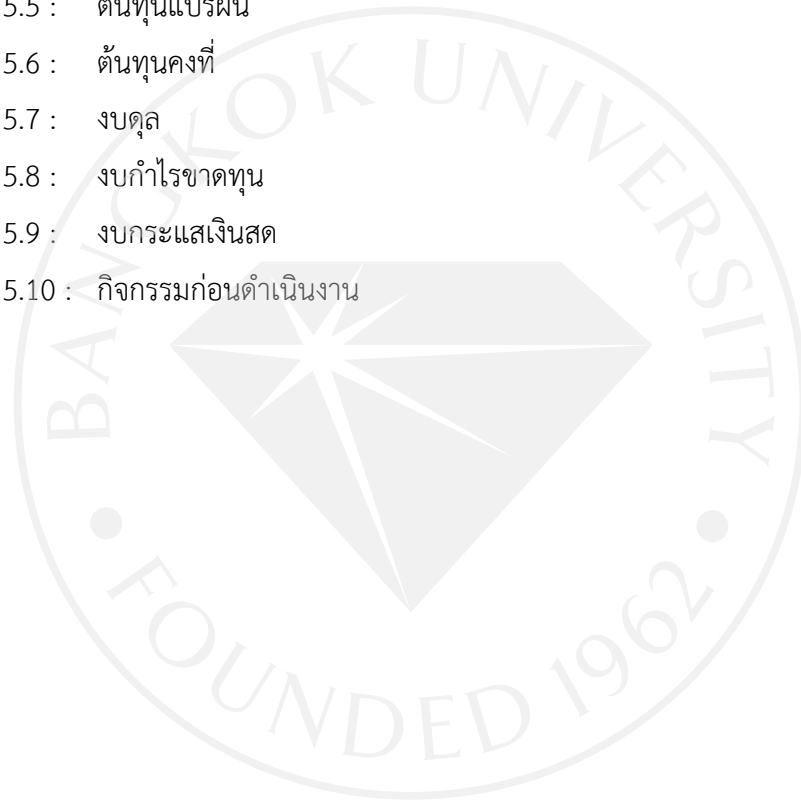 5.5 : ต้นทุนแปรผัน
5.6 : ต้นทุนคงที่
5.7 : งบดุล
5.8 : งบกำไรขาดทุน
5.9 : งบกระแสเงินสด
5.10 : กิจกรรมก่อนดำเนินงาน
BANGKOK UNIVERSITY
FOUNDED 1962